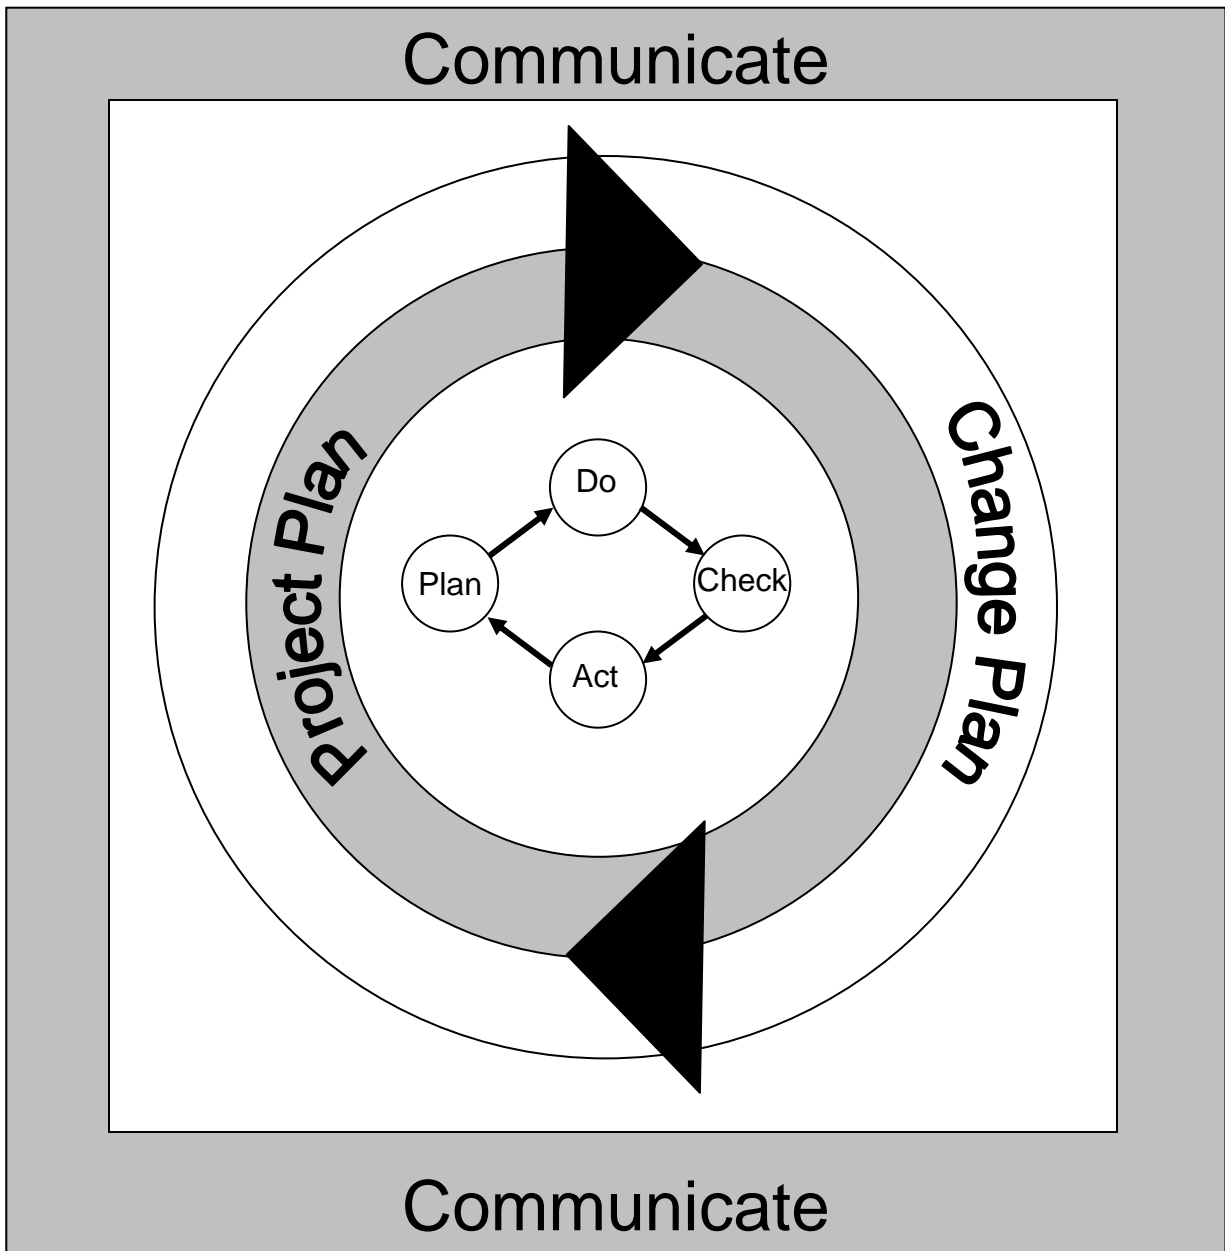 Communicate
Project Plan
Change Plan
Do
Plan
Check
Act
Communicate